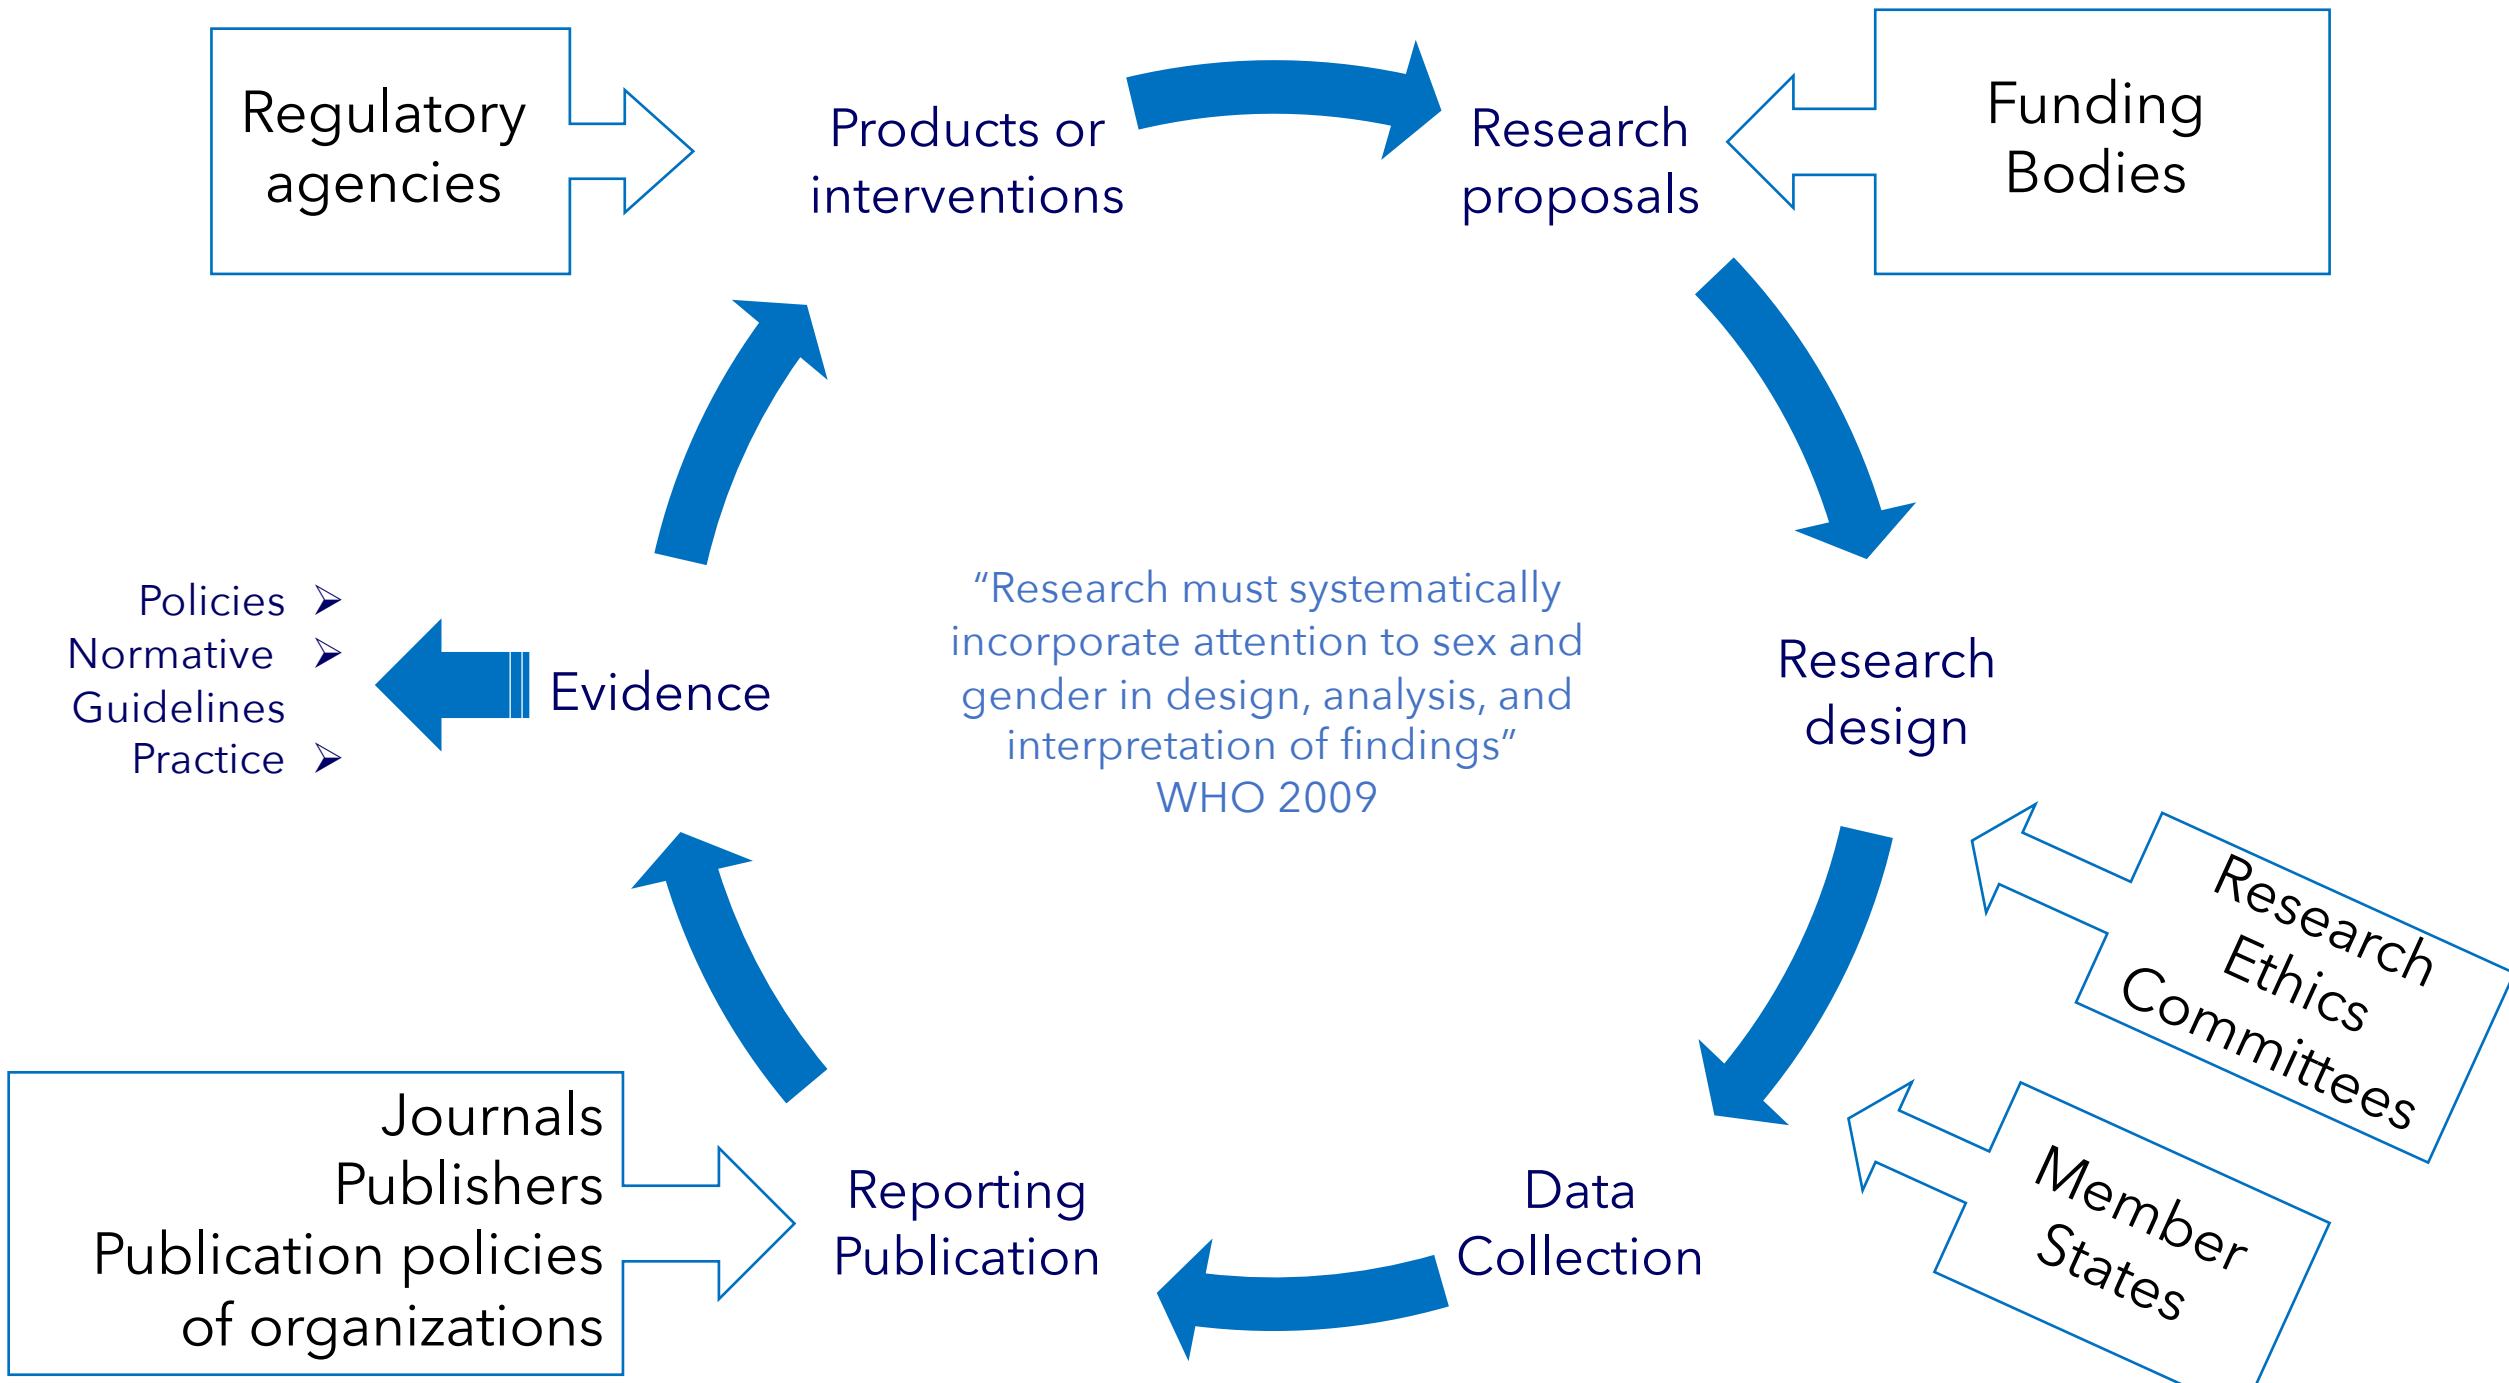 Regulatory
agencies
Products or
interventions
Research
proposals
Funding
Bodies
Policies ➢
Normative ➢
Guidelines
Practice ➢
Evidence
“Research must systematically
incorporate attention to sex and
gender in design, analysis, and
interpretation of findings”
WHO 2009
Research
design
Research
Ethics
Committees
Member
States
Data
Collection
Reporting
Publication
Journals
Publishers
Publication policies
of organizations